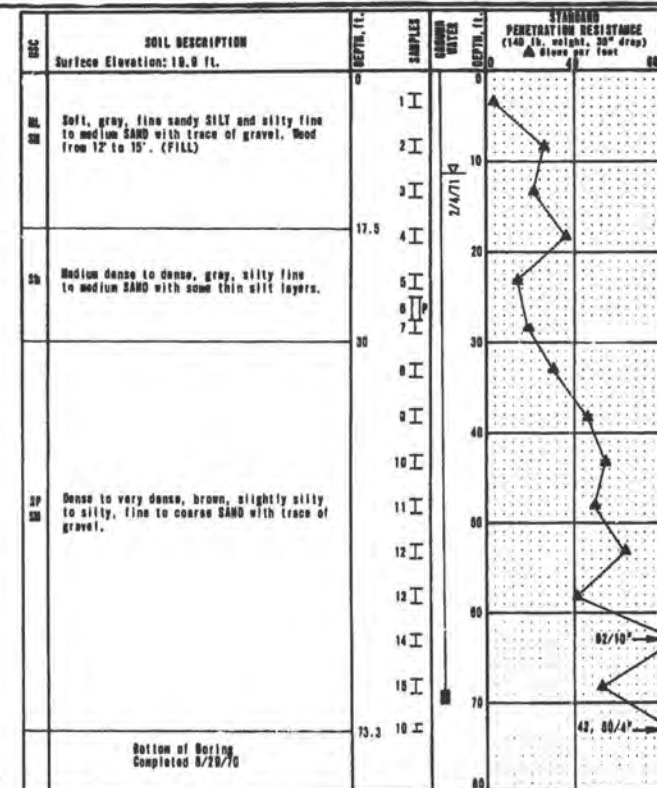 USC
SOIL DESCRIPTION
Surface Elevation: 19.9 ft.
DEPTH, ft.
SAMPLES
GROUND WATER
DEPTH, ft.
STANDARD
PENETRATION RESISTANCE
(140 lb. weight, 30" drop)
▲ Blows per foot
0
0
40
ML
SM
Soft, gray, fine sandy SILT and silty fine
to medium SAND with trace of gravel. Wood
from 12' to 15'. (FILL)
17.5
SM
Medium dense to dense, gray, silty fine
to medium SAND with some thin silt layers.
30
SP
SM
Dense to very dense, brown, slightly silty
to silty, fine to coarse SAND with trace of
gravel.
73.3
Bottom of Boring
Completed 8/29/70
0
1
2
3
4
5
6 P
7
8
9
10
11
12
13
14
15
16
2/4/71
10
20
30
40
50
60
70
80
42, 60/4"